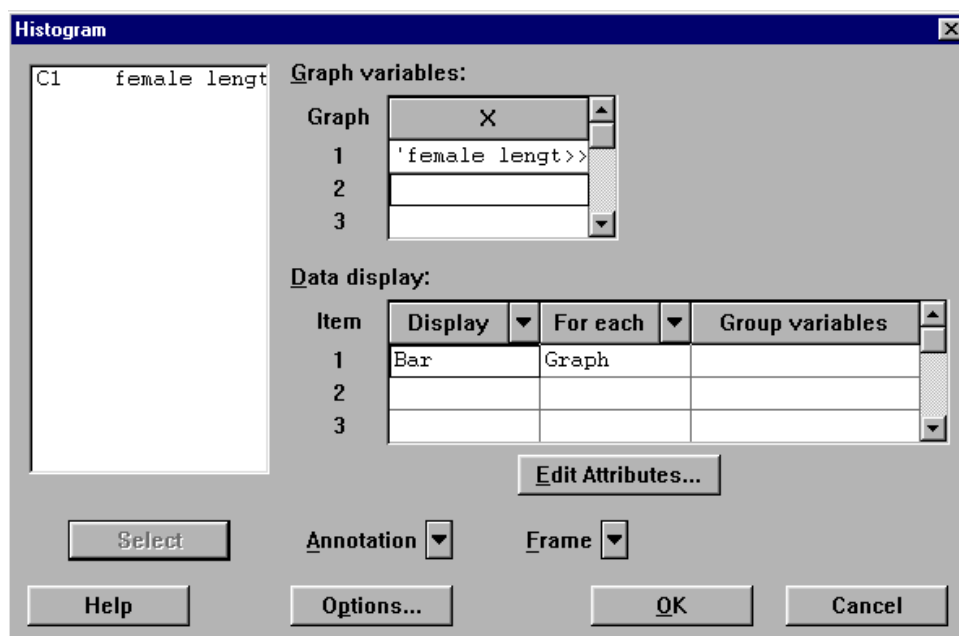 Histogram
C1 female lengt
Graph variables:
Graph X
1 'female lengt>>
2
3
Data display:
Item Display For each Group variables
1 Bar Graph
2
3
Edit Attributes...
Select Annotation Frame
Help Options... OK Cancel